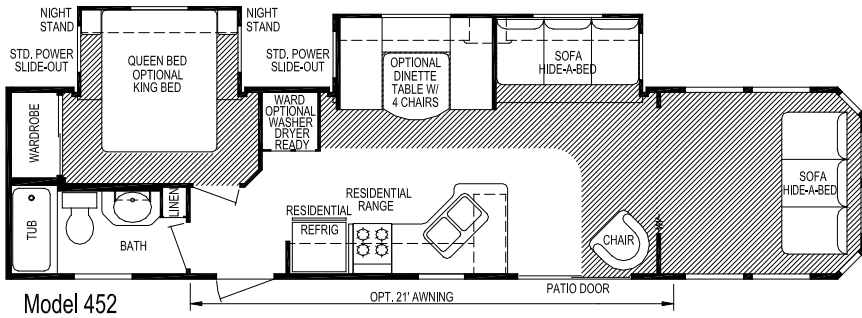 NIGHT
STAND
NIGHT
STAND
STD. POWER
SLIDE-OUT
QUEEN BED
OPTIONAL
KING BED
STD. POWER
SLIDE-OUT
OPTIONAL
DINETTE
TABLE W/
4 CHAIRS
SOFA
HIDE-A-BED
WARDROBE
WARD
OPTIONAL
WASHER
DRYER
READY
SOFA
HIDE-A-BED
TUB
BATH
LINEN
RESIDENTIAL
RANGE
RESIDENTIAL
REFRIG
CHAIR
PATIO DOOR
OPT. 21' AWNING
Model 452